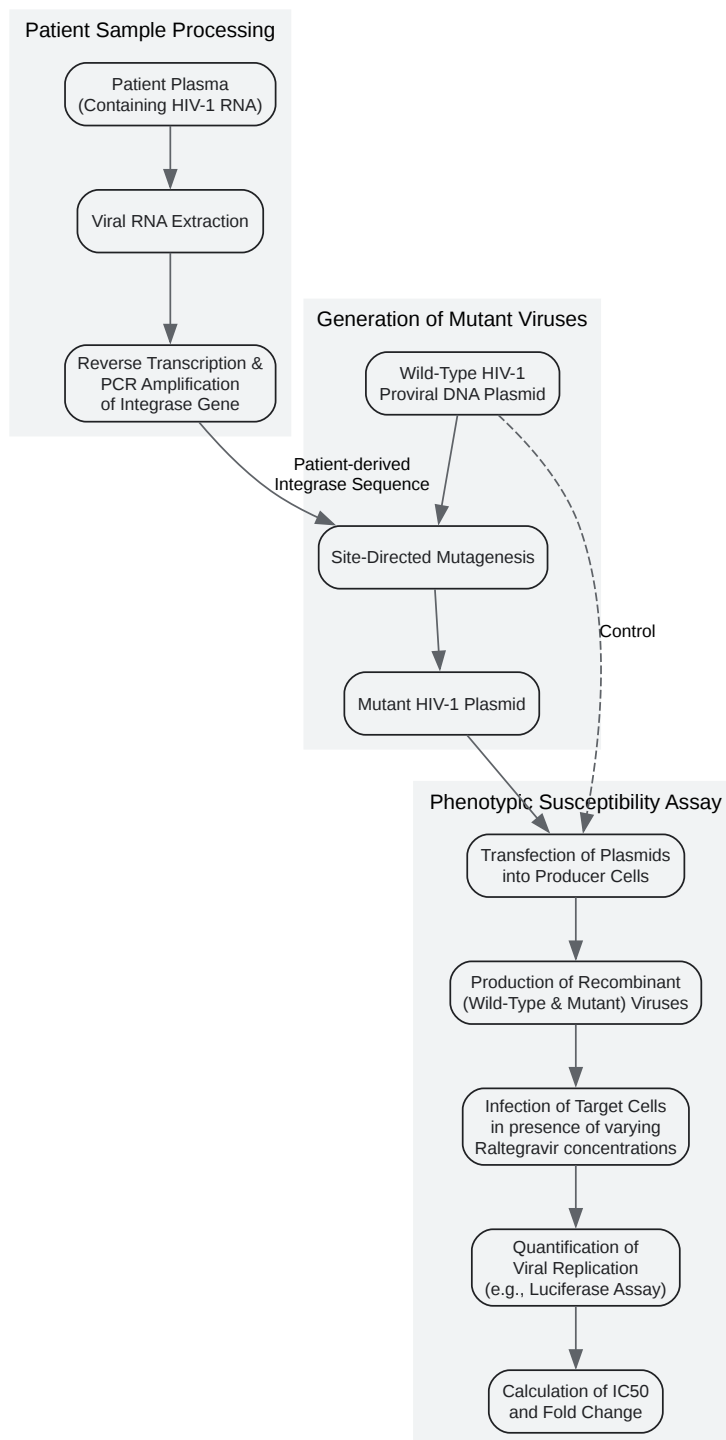 Patient Sample Processing
Patient Plasma
(Containing HIV-1 RNA)
Viral RNA Extraction
Reverse Transcription &
PCR Amplification
of Integrase Gene
Generation of Mutant Viruses
Wild-Type HIV-1
Proviral DNA Plasmid
Patient-derived
Integrase Sequence
Site-Directed Mutagenesis
Control
Mutant HIV-1 Plasmid
Phenotypic Susceptibility Assay
Transfection of Plasmids
into Producer Cells
Production of Recombinant
(Wild-Type & Mutant) Viruses
Infection of Target Cells
in presence of varying
Raltegravir concentrations
Quantification of
Viral Replication
(e.g., Luciferase Assay)
Calculation of IC50
and Fold Change